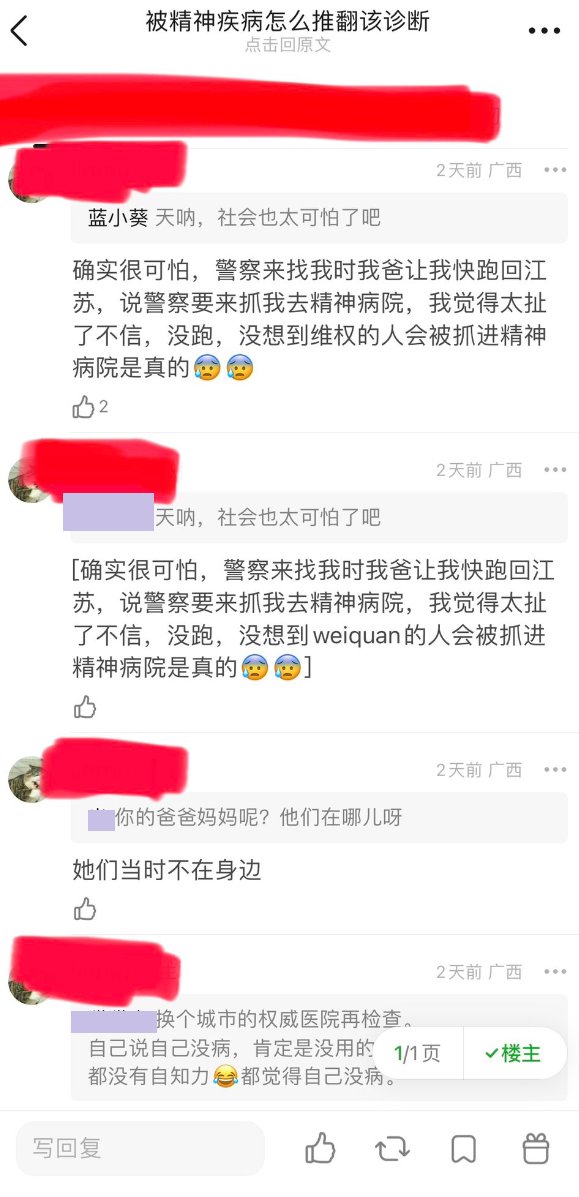 被精神疾病怎么推翻该诊断
点击回原文
2天前 广西
蓝小葵 天呐，社会也太可怕了吧
确实很可怕，警察来找我时我爸让我快跑回江
苏，说警察要来抓我去精神病院，我觉得太扯
了不信，没跑，没想到维权的人会被抓进精神
病院是真的😰😰
2
2天前 广西
天呐，社会也太可怕了吧
[确实很可怕，警察来找我时我爸让我快跑回江
苏，说警察要来抓我去精神病院，我觉得太扯
了不信，没跑，没想到weiquan的人会被抓进
精神病院是真的😰😰]
2天前 广西
你的爸爸妈妈呢？他们在哪儿呀
她们当时不在身边
2天前 广西
换个城市的权威医院再检查。
自己说自己没病，肯定是没用的
都没有自知力😂都觉得自己没病。
1/1页
楼主
写回复